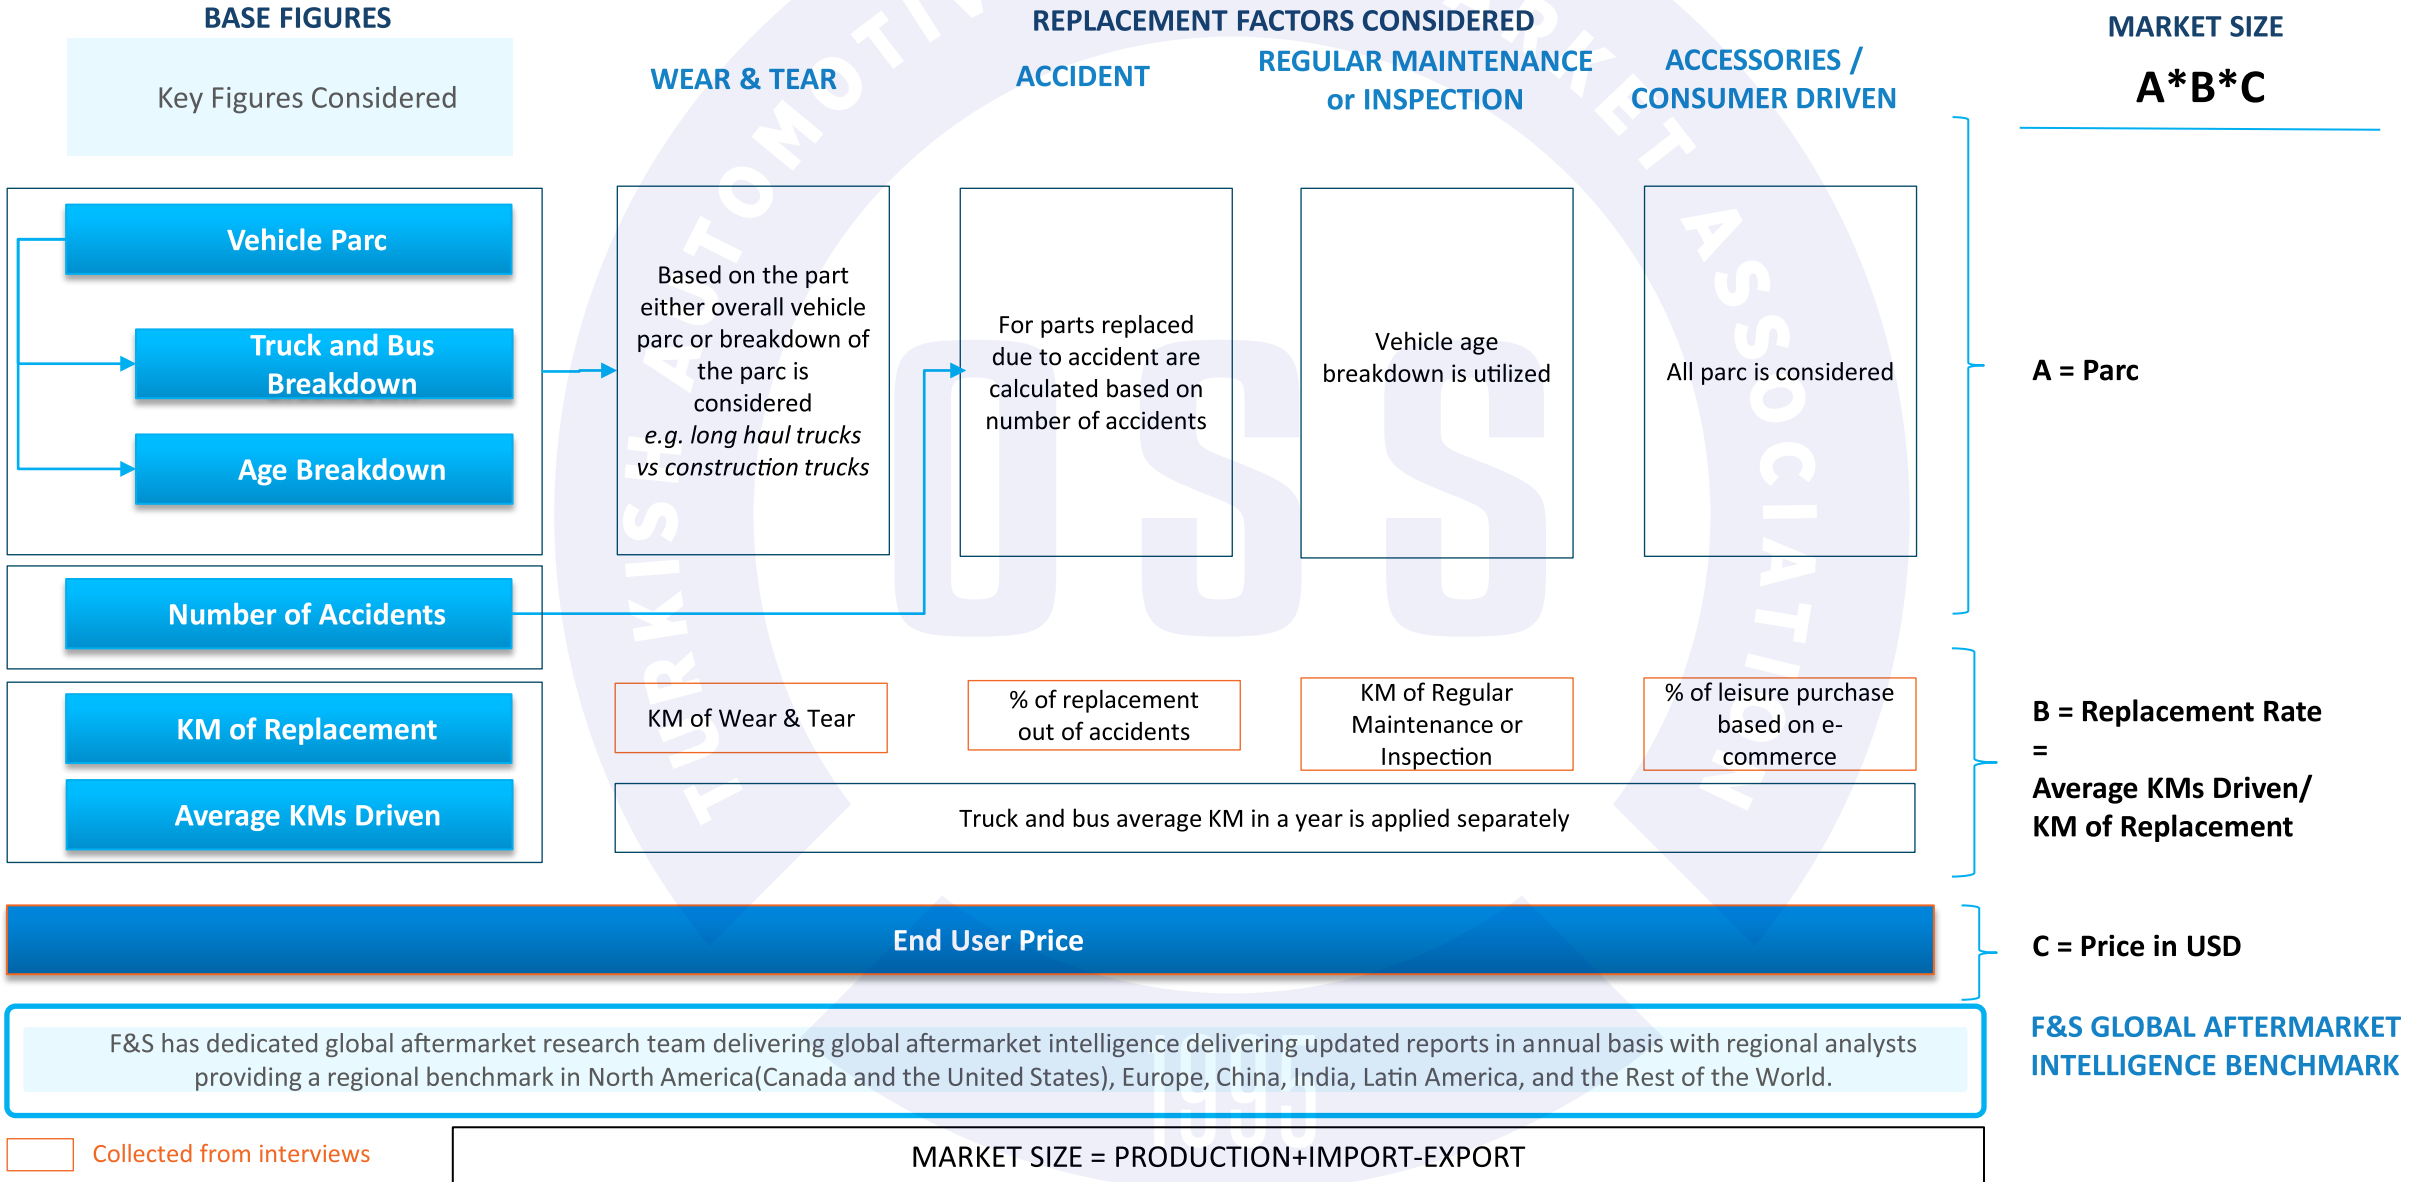 BASE FIGURES
Key Figures Considered
REPLACEMENT FACTORS CONSIDERED
WEAR & TEAR
ACCIDENT
REGULAR MAINTENANCE
or INSPECTION
ACCESSORIES /
CONSUMER DRIVEN
MARKET SIZE
A*B*C
Vehicle Parc
Truck and Bus
Breakdown
Age Breakdown
Based on the part
either overall vehicle
parc or breakdown of
the parc is
considered
e.g. long haul trucks
vs construction trucks
For parts replaced
due to accident are
calculated based on
number of accidents
Vehicle age
breakdown is utilized
All parc is considered
A = Parc
Number of Accidents
KM of Replacement
Average KMs Driven
KM of Wear & Tear
% of replacement
out of accidents
KM of Regular
Maintenance or
Inspection
% of leisure purchase
based on e-
commerce
Truck and bus average KM in a year is applied separately
B = Replacement Rate
=
Average KMs Driven/
KM of Replacement
End User Price
C = Price in USD
F&S has dedicated global aftermarket research team delivering global aftermarket intelligence delivering updated reports in annual basis with regional analysts
providing a regional benchmark in North America(Canada and the United States), Europe, China, India, Latin America, and the Rest of the World.
F&S GLOBAL AFTERMARKET
INTELLIGENCE BENCHMARK
Collected from interviews
MARKET SIZE = PRODUCTION+IMPORT-EXPORT
OSS
1995